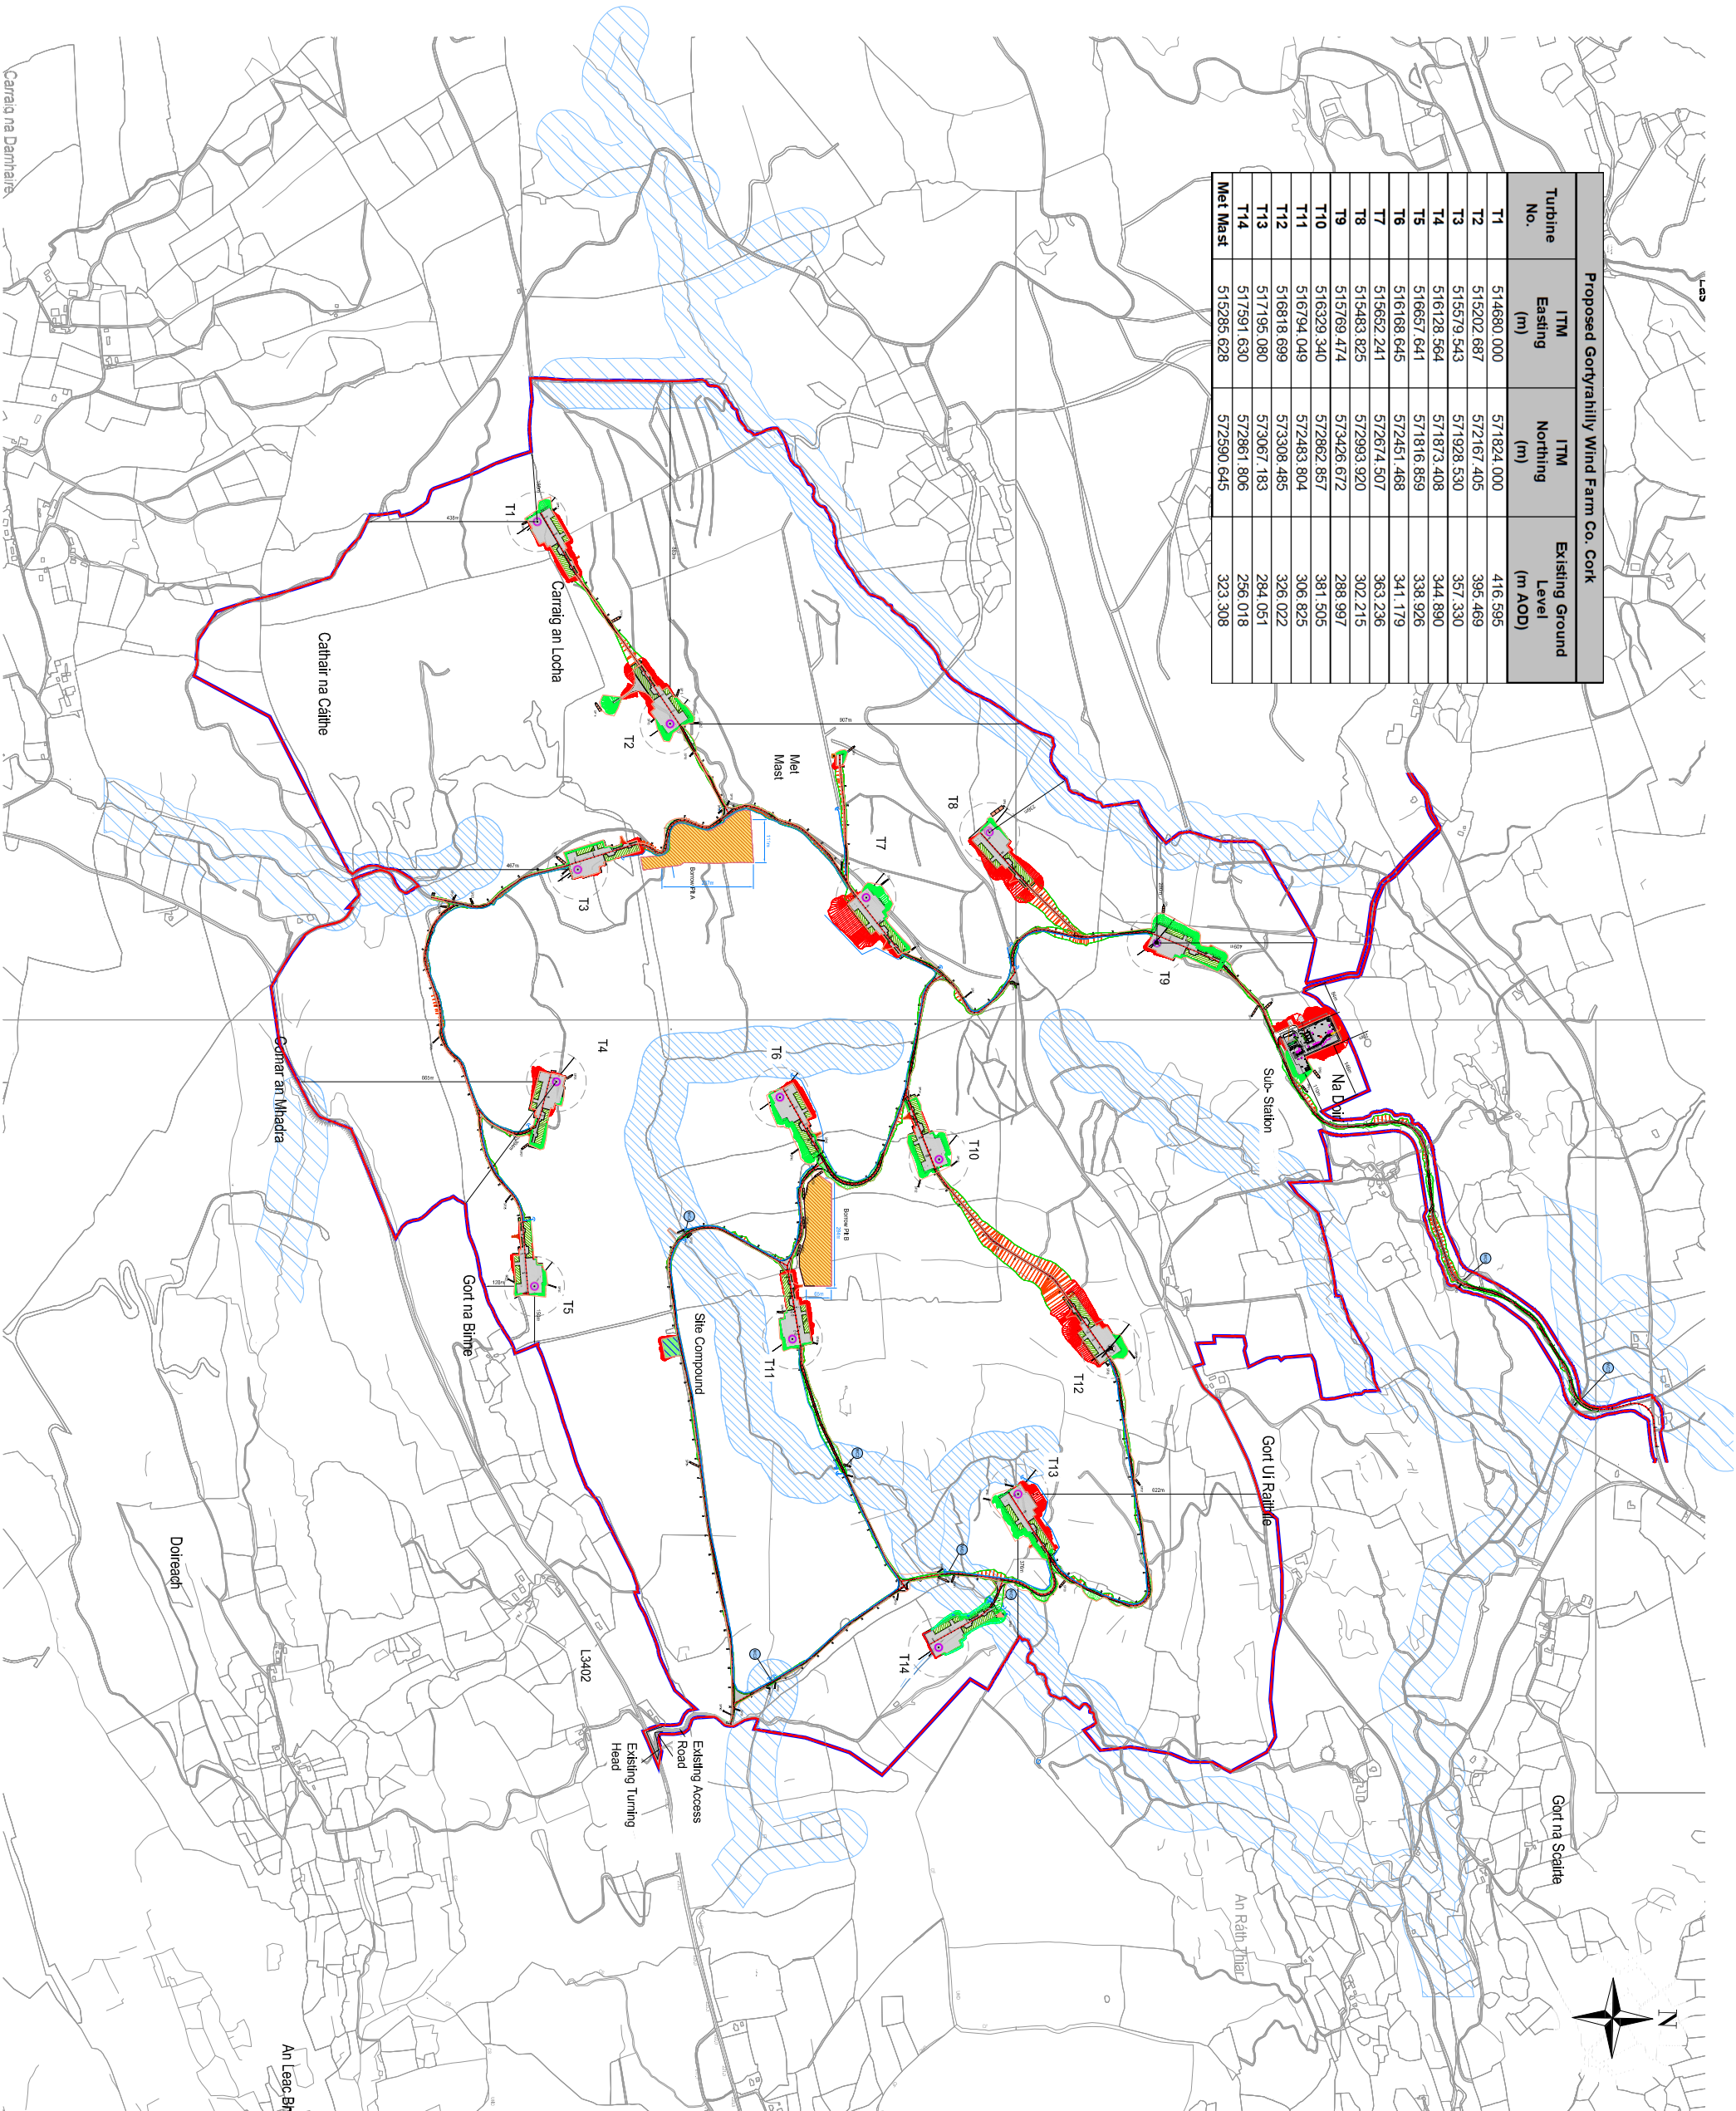 Proposed Gortyrahilly Wind Farm Co. Cork
Turbine No. ITM Easting (m) ITM Northing (m) Existing Ground Level (m AOD)
T1 514680.000 571824.000 416.595
T2 515202.687 572167.405 395.469
T3 515579.543 571928.530 357.330
T4 516128.564 571873.408 344.890
T5 516657.641 571816.859 338.926
T6 516168.645 572451.468 341.179
T7 515652.241 572674.507 363.236
T8 515483.825 572993.920 302.215
T9 515769.474 573426.672 288.997
T10 516329.340 572862.857 381.505
T11 516794.049 572483.804 306.825
T12 516818.699 573308.485 326.022
T13 517195.080 573067.183 284.051
T14 517591.630 572861.806 256.018
Met Mast 515285.628 572590.645 323.308
N
Gort na Scairte
An Ráth Thiar
Gort Uí Raithile
Sub- Station
T9
T8
T12
T13
T10
T14
T7
Met
Mast
807m
622m
T6
Borrow Pit B
T11
Site Compound
Borrow Pit A
Existing Access
Road
Existing Turning
Head
T2
T3
T4
T5
L3402
T1
Carraig an Locha
467m
Gort na Binne
Cathair na Cáithe
Comar an Mhadra
Doireach
Carraig na Damhaire